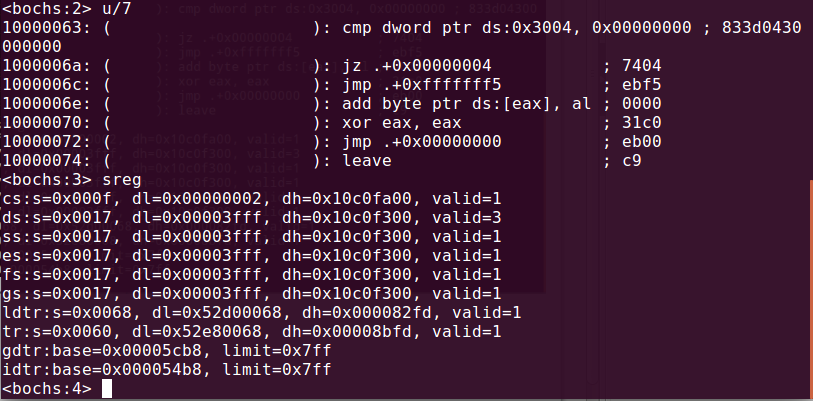 <bochs:2> u/7
10000063: (                    ): cmp dword ptr ds:0x3004, 0x00000000 ; 833d0430
000000
1000006a: (                    ): jz .+0x00000004           ; 7404
1000006c: (                    ): jmp .+0xfffffff5          ; ebf5
1000006e: (                    ): add byte ptr ds:[eax], al ; 0000
10000070: (                    ): xor eax, eax              ; 31c0
10000072: (                    ): jmp .+0x00000000          ; eb00
10000074: (                    ): leave                     ; c9
<bochs:3> sreg
cs:s=0x000f, dl=0x00000002, dh=0x10c0fa00, valid=1
ds:s=0x0017, dl=0x00003fff, dh=0x10c0f300, valid=3
ss:s=0x0017, dl=0x00003fff, dh=0x10c0f300, valid=1
es:s=0x0017, dl=0x00003fff, dh=0x10c0f300, valid=1
fs:s=0x0017, dl=0x00003fff, dh=0x10c0f300, valid=1
gs:s=0x0017, dl=0x00003fff, dh=0x10c0f300, valid=1
ldtr:s=0x0068, dl=0x52d00068, dh=0x000082fd, valid=1
tr:s=0x0060, dl=0x52e80068, dh=0x00008bfd, valid=1
gdtr:base=0x00005cb8, limit=0x7ff
idtr:base=0x000054b8, limit=0x7ff
<bochs:4>